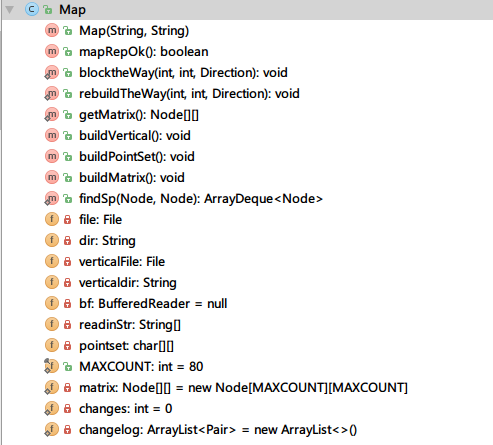 C Map
m Map(String, String)
m mapRepOk(): boolean
m blocktheWay(int, int, Direction): void
m rebuildTheWay(int, int, Direction): void
m getMatrix(): Node[][]
m buildVertical(): void
m buildPointSet(): void
m buildMatrix(): void
m findSp(Node, Node): ArrayDeque<Node>
f file: File
f dir: String
f verticalFile: File
f verticaldir: String
f bf: BufferedReader = null
f readinStr: String[]
f pointset: char[][]
f MAXCOUNT: int = 80
f matrix: Node[][] = new Node[MAXCOUNT][MAXCOUNT]
f changes: int = 0
f changelog: ArrayList<Pair> = new ArrayList<>()